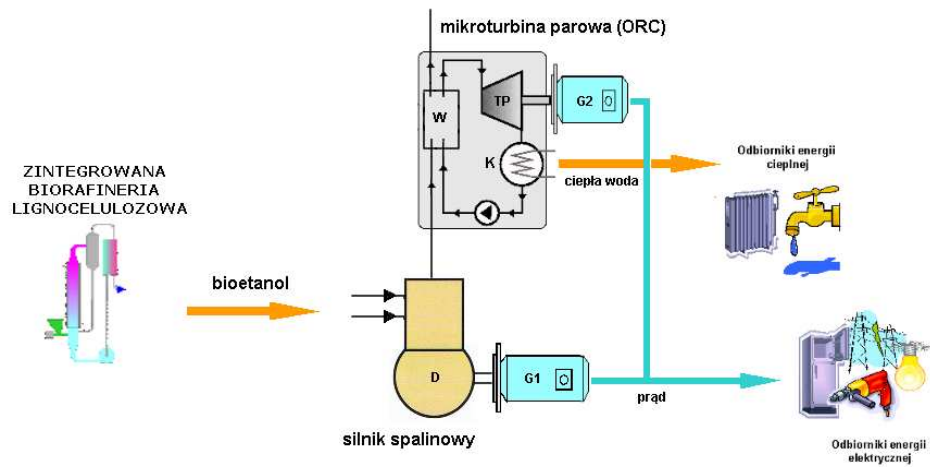 mikroturbina parowa (ORC)
TP
G2
W
K
ciepła woda
Odbiorniki energii
cieplnej
ZINTEGROWANA
BIORAFINERIA
LIGNOCELULOZOWA
bioetanol
D
G1
prąd
silnik spalinowy
Odbiorniki energii
elektrycznej